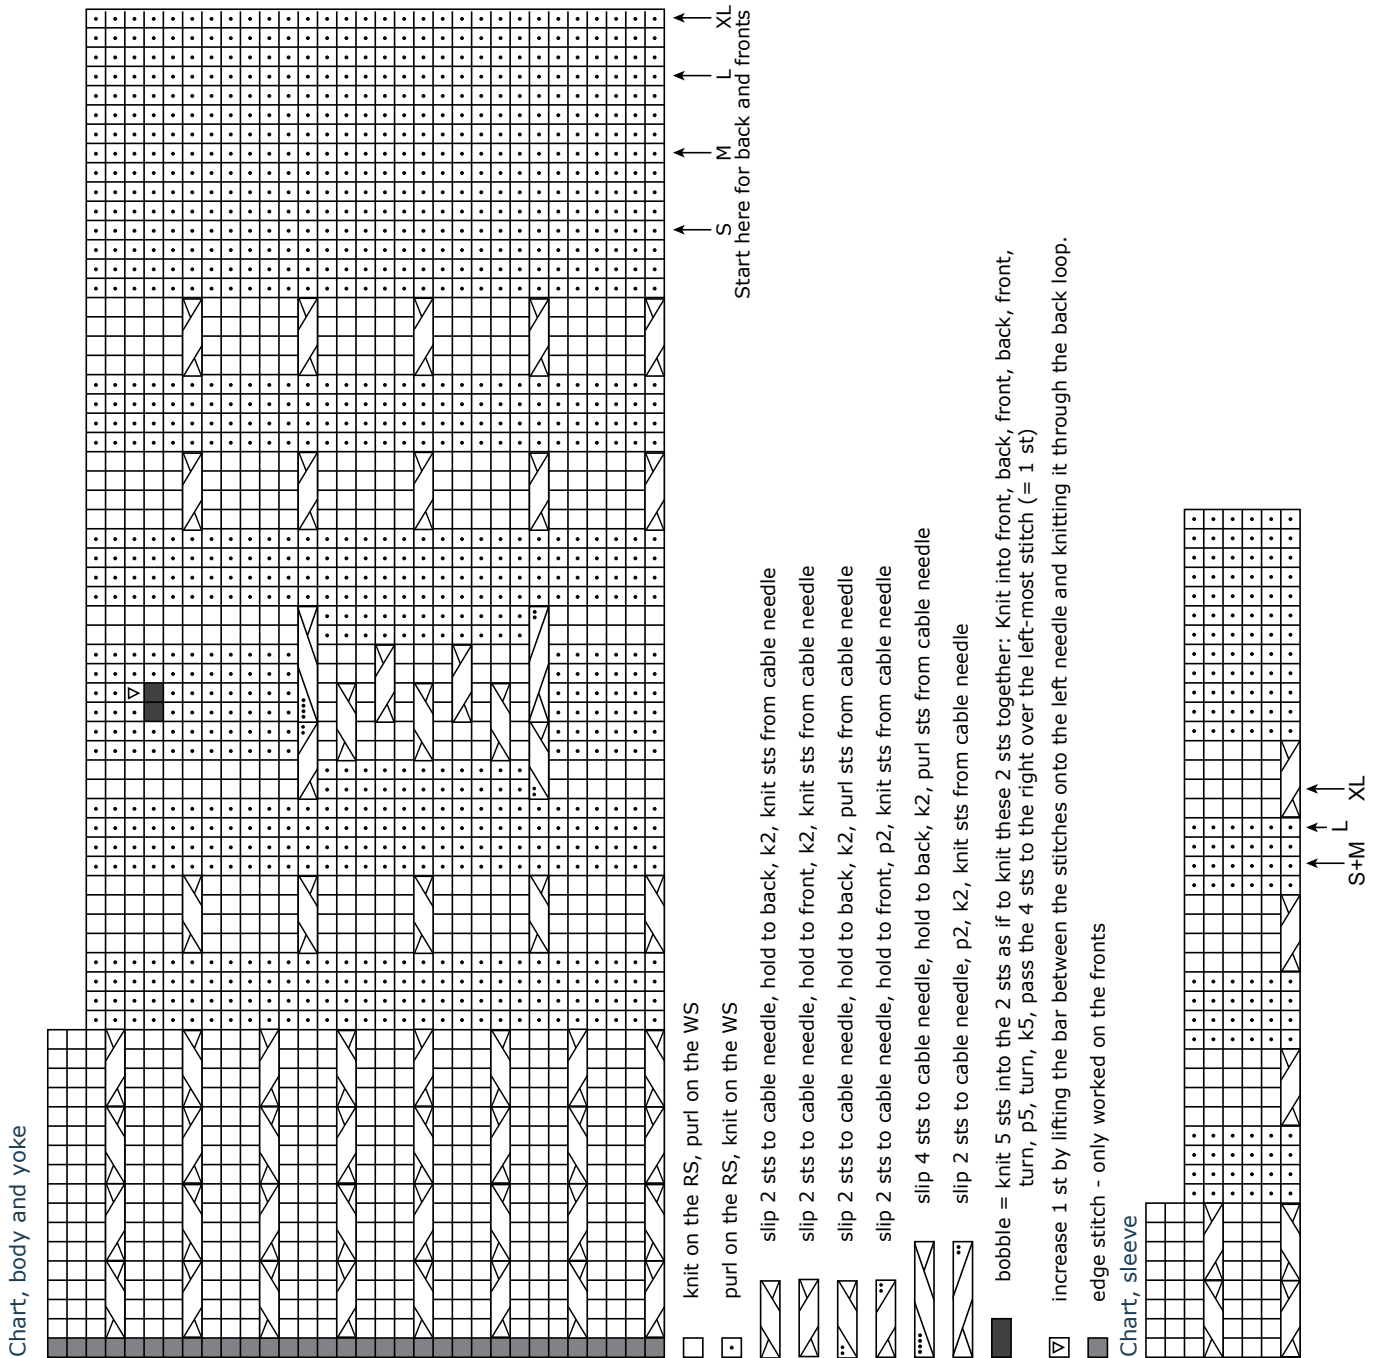 Chart, body and yoke
XL
L
M
S
Start here for back and fronts
knit on the RS, purl on the WS
purl on the RS, knit on the WS
slip 2 sts to cable needle, hold to back, k2, knit sts from cable needle
slip 2 sts to cable needle, hold to front, k2, knit sts from cable needle
slip 2 sts to cable needle, hold to back, k2, purl sts from cable needle
slip 2 sts to cable needle, hold to front, p2, knit sts from cable needle
slip 4 sts to cable needle, hold to back, k2, purl sts from cable needle
slip 2 sts to cable needle, p2, k2, knit sts from cable needle
bobble = knit 5 sts into the 2 sts as if to knit these 2 sts together: Knit into front, back, front, back, front,
turn, p5, turn, k5, pass the 4 sts to the right over the left-most stitch (= 1 st)
increase 1 st by lifting the bar between the stitches onto the left needle and knitting it through the back loop.
edge stitch - only worked on the fronts
Chart, sleeve
S+M
L
XL